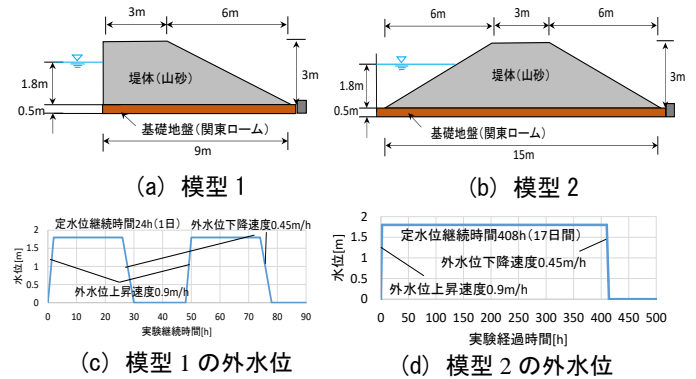 3m
6m
1.8m
0.5m
堤体(山砂)
3m
基礎地盤(関東ローム)
9m
(a) 模型 1
6m
3m
6m
1.8m
0.5m
堤体(山砂)
3m
基礎地盤(関東ローム)
15m
(b) 模型 2
定水位継続時間24h(1日)
外水位下降速度0.45m/h
外水位上昇速度0.9m/h
水位[m]
2
1.5
1
0.5
0
0 10 20 30 40 50 60 70 80 90
実験継続時間[h]
(c) 模型 1 の外水位
定水位継続時間408h(17日間)
外水位下降速度0.45m/h
外水位上昇速度0.9m/h
水位[m]
2
1.5
1
0.5
0
0 50 100 150 200 250 300 350 400 450 500
実験経過時間[h]
(d) 模型 2 の外水位